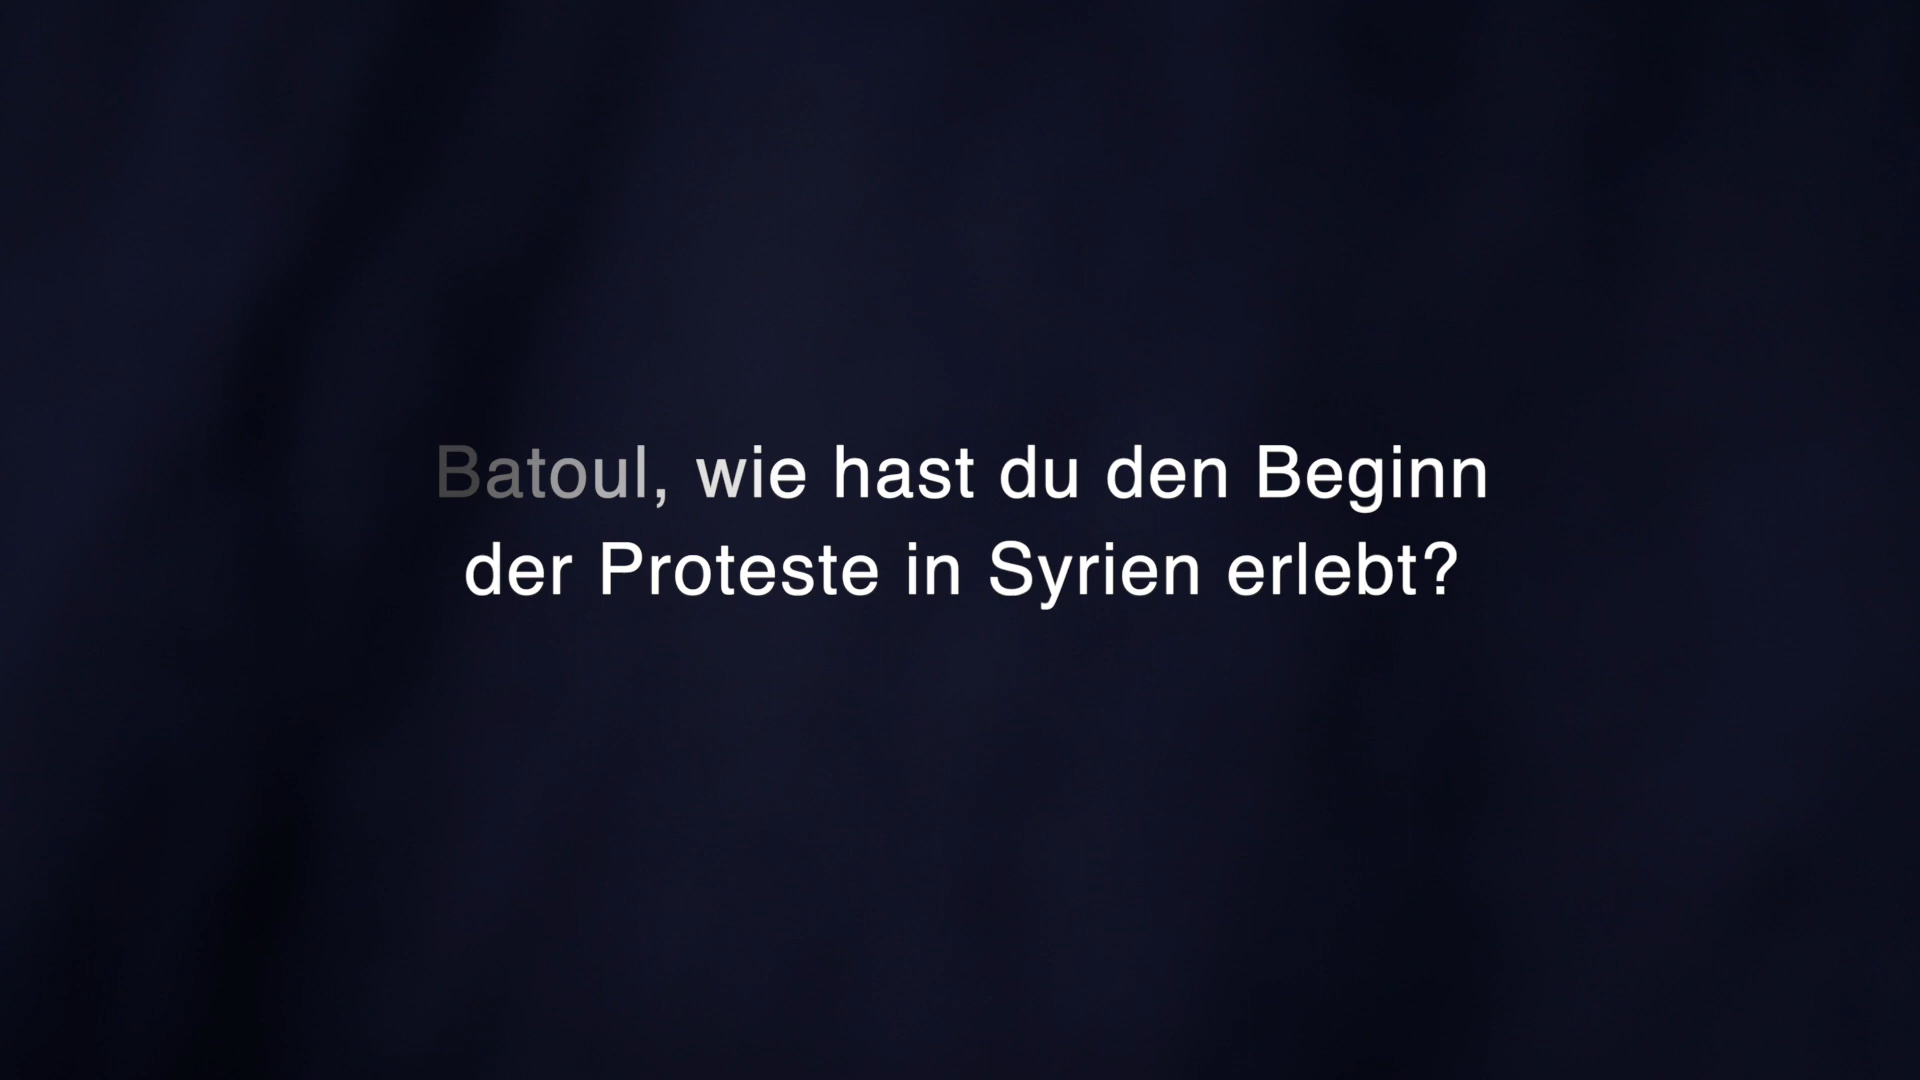 Batoul, wie hast du den Beginn
der Proteste in Syrien erlebt?